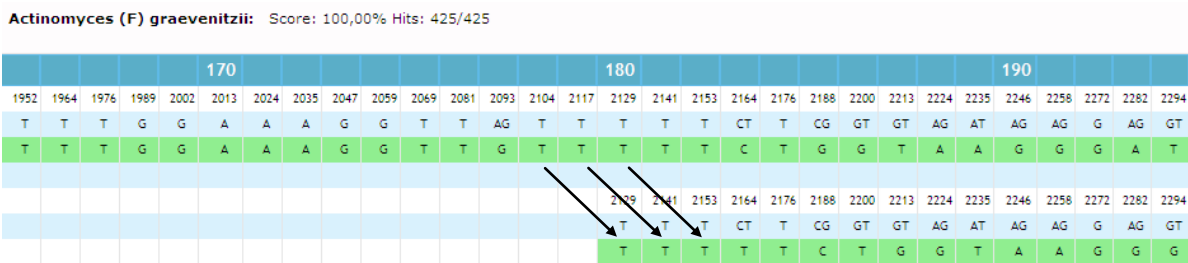 Actinomyces (F) graevenitzii: Score: 100,00% Hits: 425/425
170 180 190
1952 1964 1976 1989 2002 2013 2024 2035 2047 2059 2069 2081 2093 2104 2117 2129 2141 2153 2164 2176 2188 2200 2213 2224 2235 2246 2258 2272 2282 2294
T T T G G A A A G G T T AG T T T T T CT T CG GT GT AG AT AG AG G AG GT
T T T G G A A A G G T T G T T T T T C T G G T A A G G G A T
2129 2141 2153 2164 2176 2188 2200 2213 2224 2235 2246 2258 2272 2282 2294
T T T CT T CG GT GT AG AT AG AG G AG GT
T T T T T C T G G T A A G G G